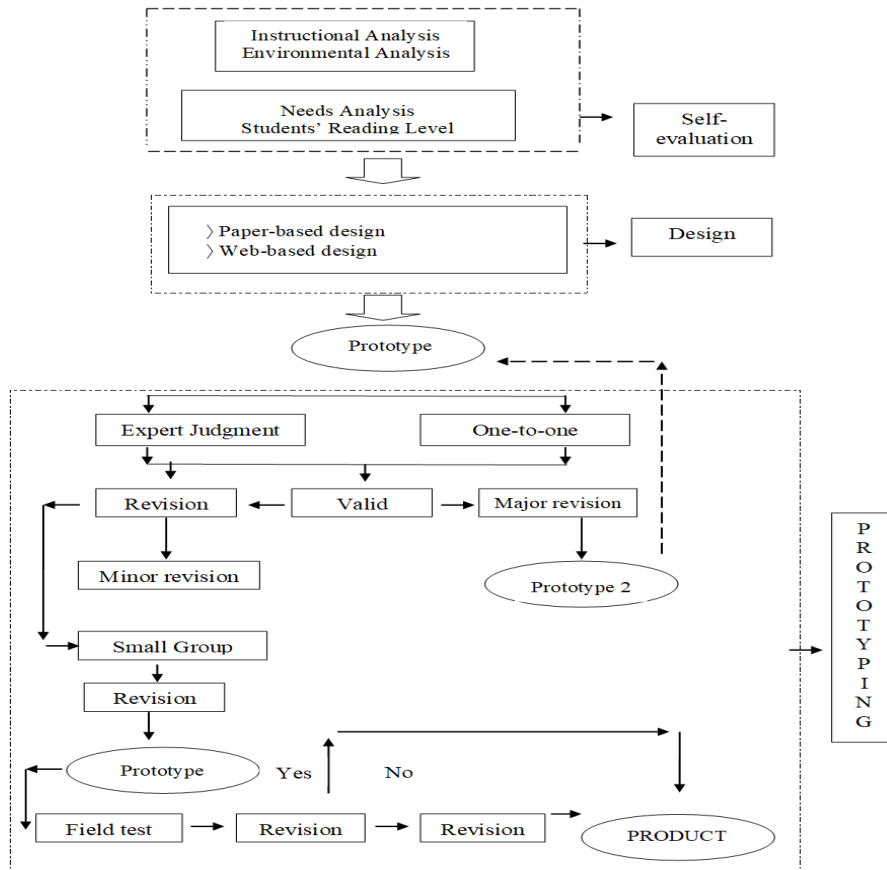 Instructional Analysis
Environmental Analysis
Needs Analysis
Students’ Reading Level
Self-
evaluation
〉Paper-based design
〉Web-based design
Design
Prototype
Expert Judgment
One-to-one
Revision
Valid
Major revision
Minor revision
Prototype 2
Small Group
Revision
Prototype
Yes
No
Field test
Revision
Revision
PRODUCT
P
R
O
T
O
T
Y
P
I
N
G